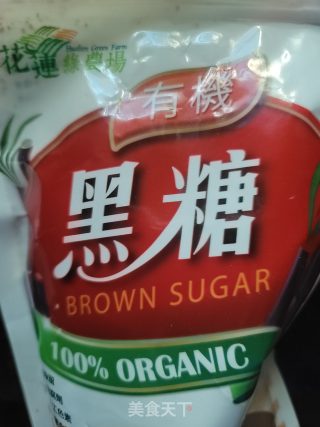 Hualien Green Farm
花蓮綠農場
有機
黑糖
BROWN SUGAR
100% ORGANIC
美食天下